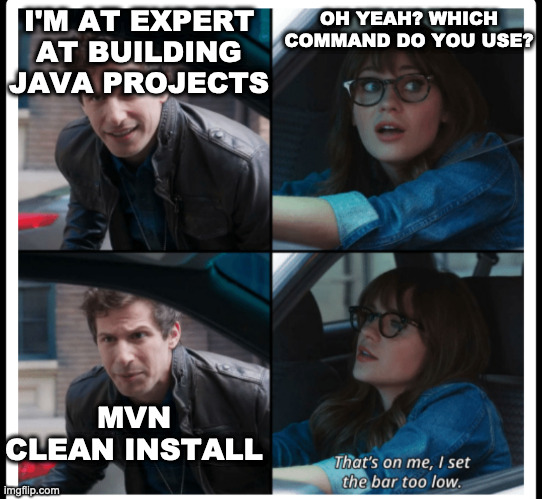 I'M AT EXPERT
AT BUILDING
JAVA PROJECTS
OH YEAH? WHICH
COMMAND DO YOU USE?
MVN
CLEAN INSTALL
That's on me, I set
the bar too low.
imgflip.com